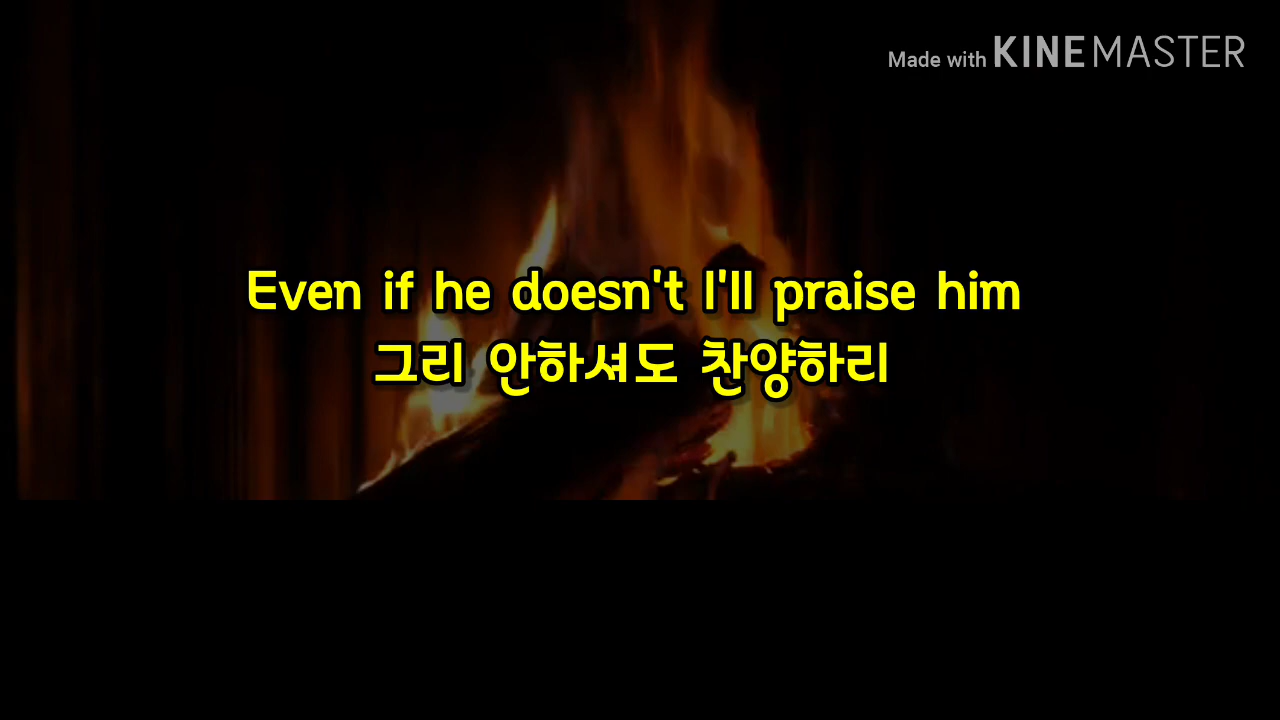 Made with KINEMASTER
Even if he doesn't I'll praise him
그리 안하셔도 찬양하리